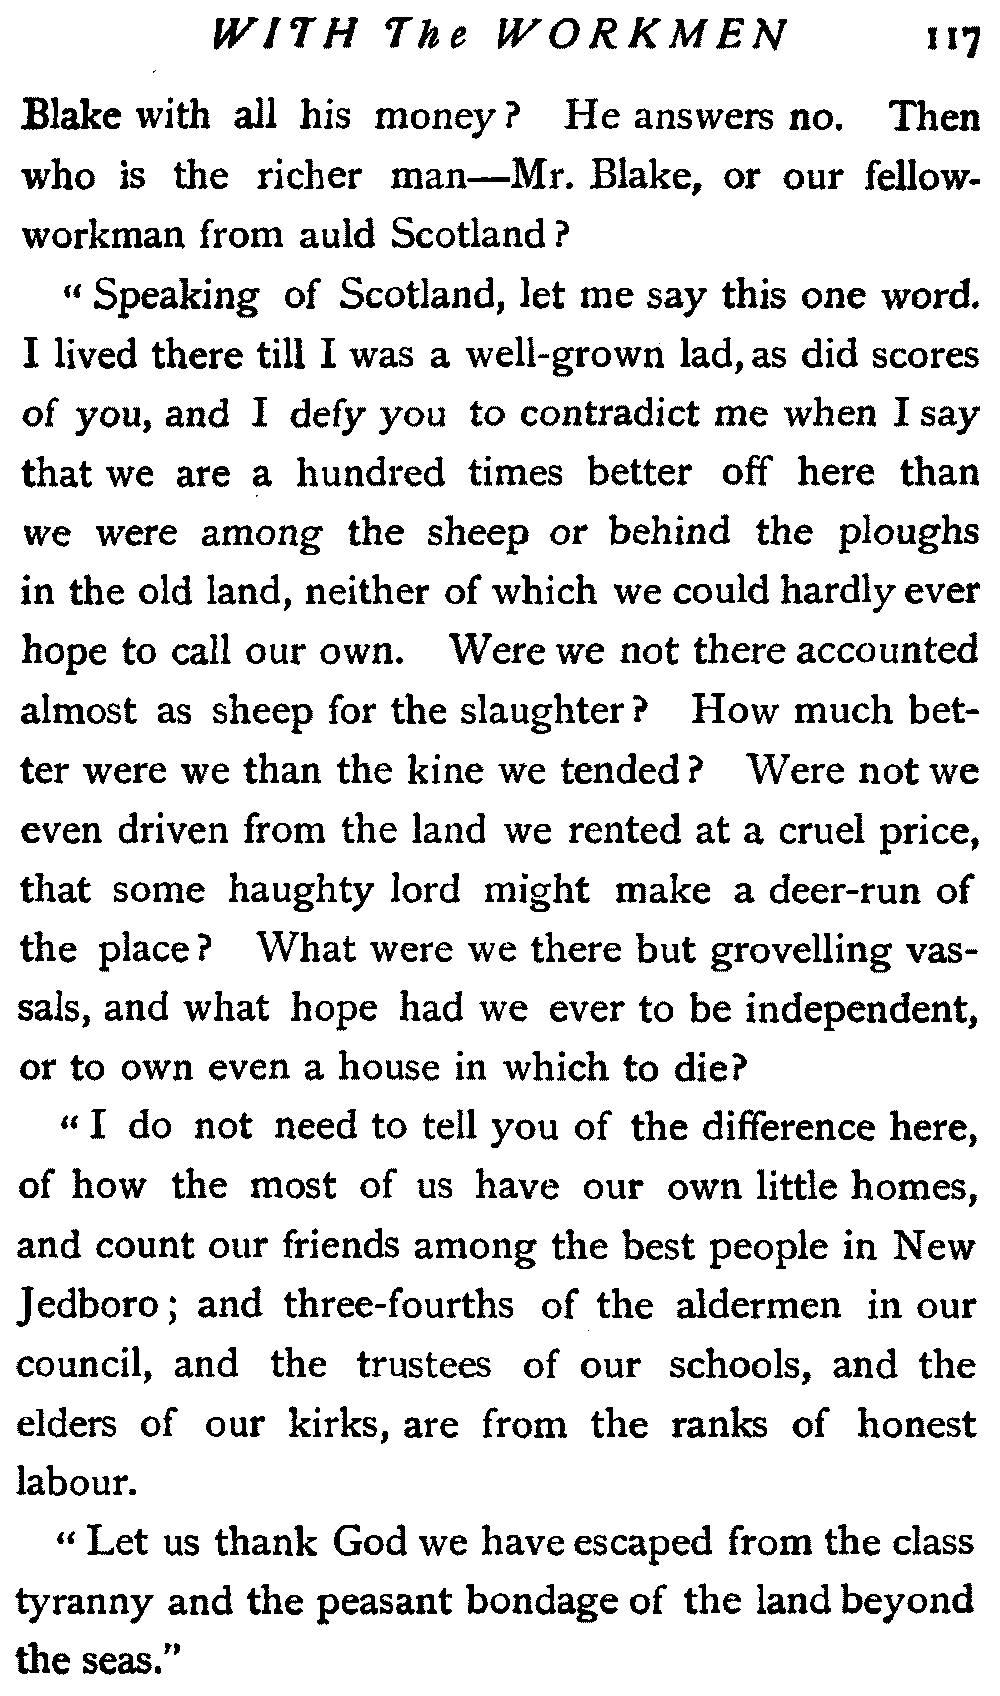 WITH The WORKMEN 117
Blake with all his money? He answers no. Then
who is the richer man—Mr. Blake, or our fellow-
workman from auld Scotland?
“Speaking of Scotland, let me say this one word.
I lived there till I was a well-grown lad, as did scores
of you, and I defy you to contradict me when I say
that we are a hundred times better off here than
we were among the sheep or behind the ploughs
in the old land, neither of which we could hardly ever
hope to call our own. Were we not there accounted
almost as sheep for the slaughter? How much bet-
ter were we than the kine we tended? Were not we
even driven from the land we rented at a cruel price,
that some haughty lord might make a deer-run of
the place? What were we there but grovelling vas-
sals, and what hope had we ever to be independent,
or to own even a house in which to die?
“I do not need to tell you of the difference here,
of how the most of us have our own little homes,
and count our friends among the best people in New
Jedboro; and three-fourths of the aldermen in our
council, and the trustees of our schools, and the
elders of our kirks, are from the ranks of honest
labour.
“Let us thank God we have escaped from the class
tyranny and the peasant bondage of the land beyond
the seas.”